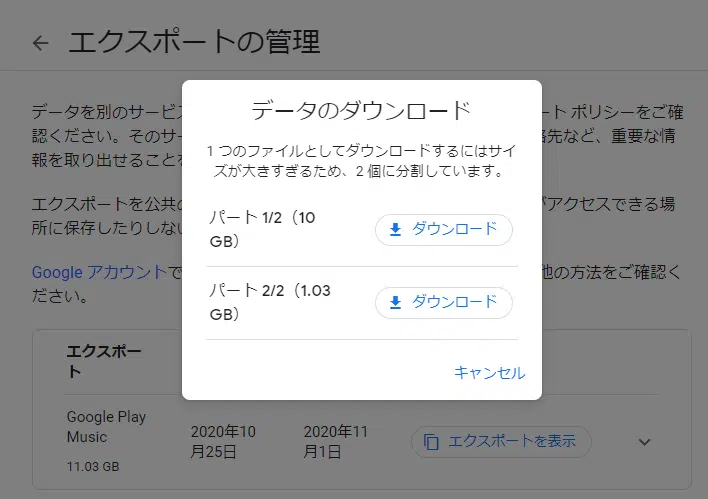 エクスポートの管理
データのダウンロード
1 つのファイルとしてダウンロードするにはサイ
ズが大きすぎるため、2 個に分割しています。
パート 1/2（10
GB）
ダウンロード
パート 2/2（1.03
GB）
ダウンロード
キャンセル
データを別のサービ
ート ポリシーをご確
認ください。そのサー
絡先など、重要な情
報を取り出せることを
エクスポートを公共の
がアクセスできる場
所に保存したりしない
Google アカウントで
他の方法をご確認く
ださい。
エクスポー
ト
Google Play
Music
11.03 GB
2020年10
月25日
2020年11
月1日
エクスポートを表示